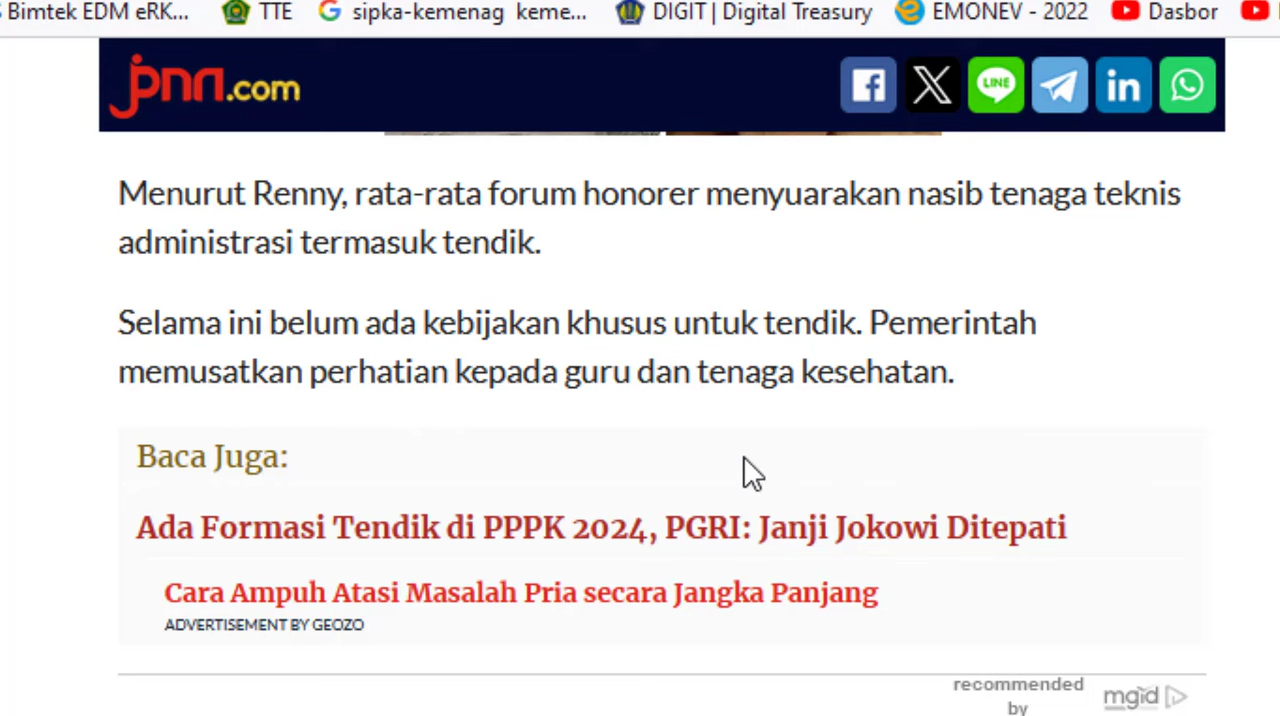 Bimtek EDM eRK... TTE sipka-kemenag keme... DIGIT | Digital Treasury EMONEV - 2022 Dasbor
jpnn.com LINE in
Menurut Renny, rata-rata forum honorer menyuarakan nasib tenaga teknis
administrasi termasuk tendik.
Selama ini belum ada kebijakan khusus untuk tendik. Pemerintah
memusatkan perhatian kepada guru dan tenaga kesehatan.
Baca Juga:
Ada Formasi Tendik di PPPK 2024, PGRI: Janji Jokowi Ditepati
Cara Ampuh Atasi Masalah Pria secara Jangka Panjang
ADVERTISEMENT BY GEOZO
recommended
by mgid